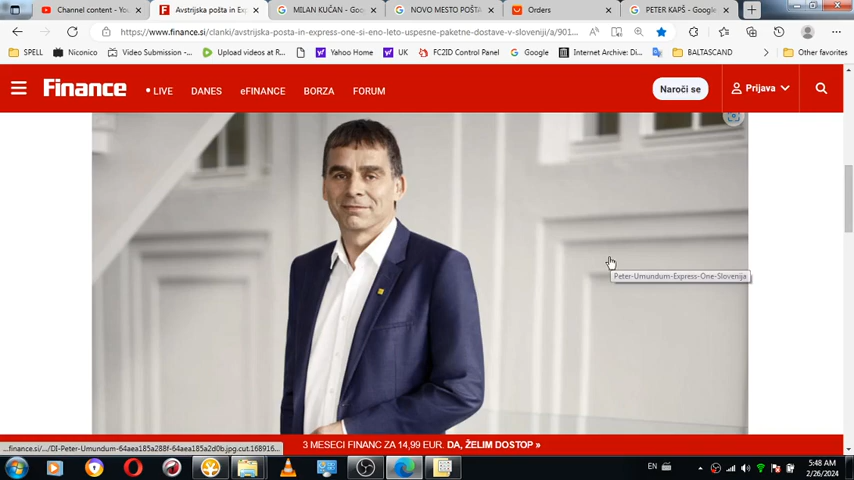 Channel content - You
Avstrijska pošta in Exp
MILAN KUČAN - Goo
NOVO MESTO POŠTA
Orders
PETER KAPŠ - Google
https://www.finance.si/clanki/avstrijska-posta-in-express-one-si-eno-leto-uspesne-paketne-dostave-v-sloveniji/a/901...
SPELL
Niconico
Video Submission -...
Upload videos at R...
Yahoo Home
UK
FC2ID Control Panel
Google
Internet Archive: Di...
BALTASCAND
Other favorites
Finance
LIVE
DANES
eFINANCE
BORZA
FORUM
Naroči se
Prijava
Peter-Umundum-Express-One-Slovenija
3 MESECI FINANC ZA 14,99 EUR. DA, ŽELIM DOSTOP »
finance.si/.../DI-Peter-Umundum-64aea185a288f-64aea185a2d0b.jpg.cut.168916...
EN
5:48 AM
2/26/2024